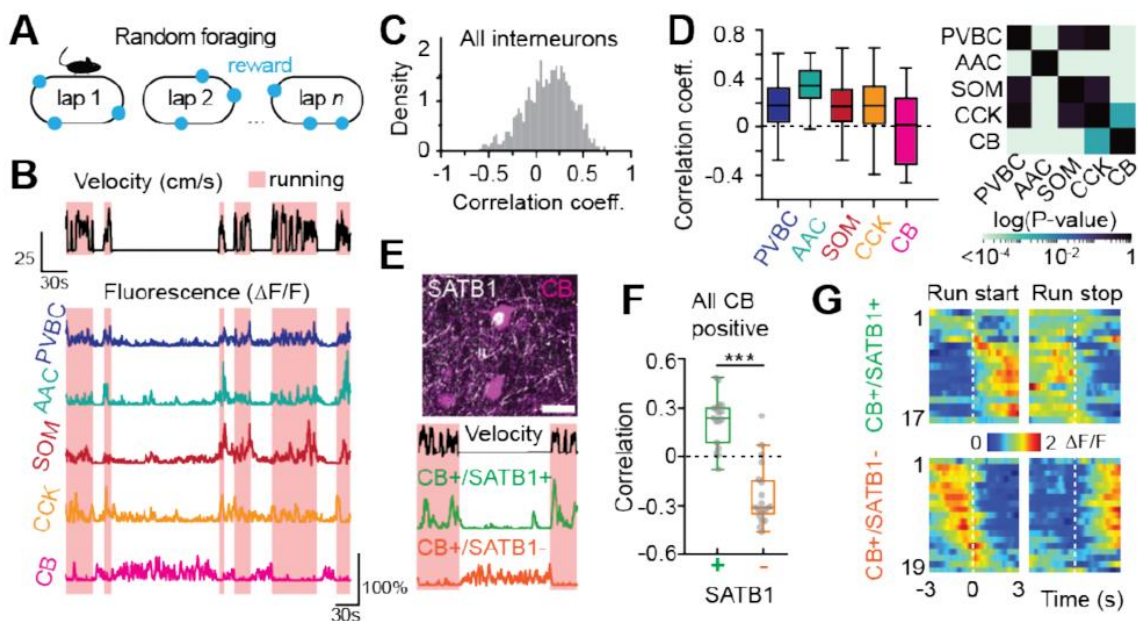 A
Random foraging
reward
lap 1
lap 2
...
lap n
B
Velocity (cm/s)
running
25
30s
Fluorescence (ΔF/F)
PVBC
AAC
SOM
CCK
CB
100%
30s
C
All interneurons
Density
2
1
0
-1
-0.5
0
0.5
1
Correlation coeff.
D
Correlation coeff.
0.8
0.4
0
-0.4
PVBC
AAC
SOM
CCK
CB
PVBC
AAC
SOM
CCK
CB
PVBC
AAC
SOM
CCK
CB
log(P-value)
<10-4
10-2
1
E
SATB1
CB
Velocity
CB+/SATB1+
CB+/SATB1-
F
All CB
positive
***
Correlation
0.6
0.3
0
-0.3
-0.6
+
-
SATB1
G
Run start
Run stop
CB+/SATB1+
1
17
0
2
ΔF/F
CB+/SATB1-
1
19
-3
0
3
Time (s)